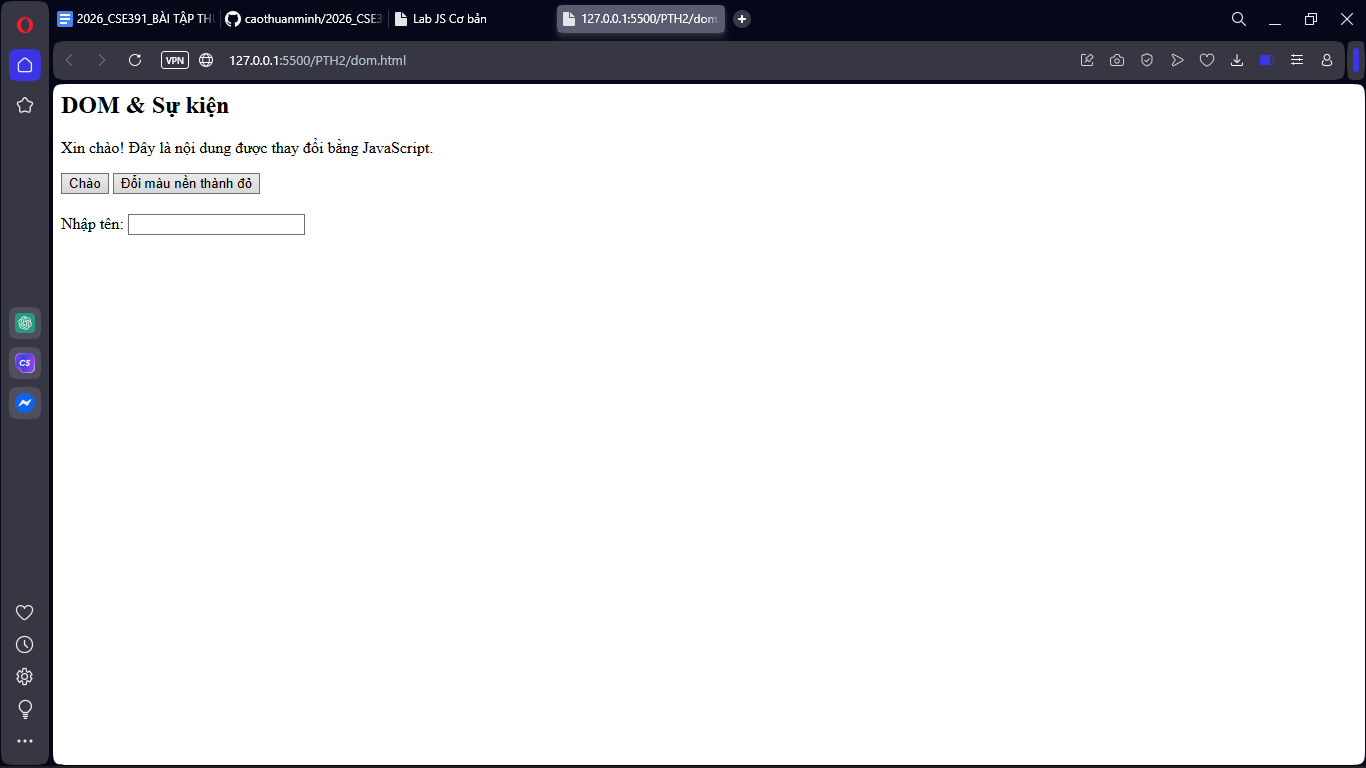 2026_CSE391_BÀI TẬP TH
caothuanminh/2026_CSE3
Lab JS Cơ bản
127.0.0.1:5500/PTH2/dom.
VPN
127.0.0.1:5500/PTH2/dom.html
DOM & Sự kiện
Xin chào! Đây là nội dung được thay đổi bằng JavaScript.
Chào Đổi màu nền thành đỏ
Nhập tên:
CS